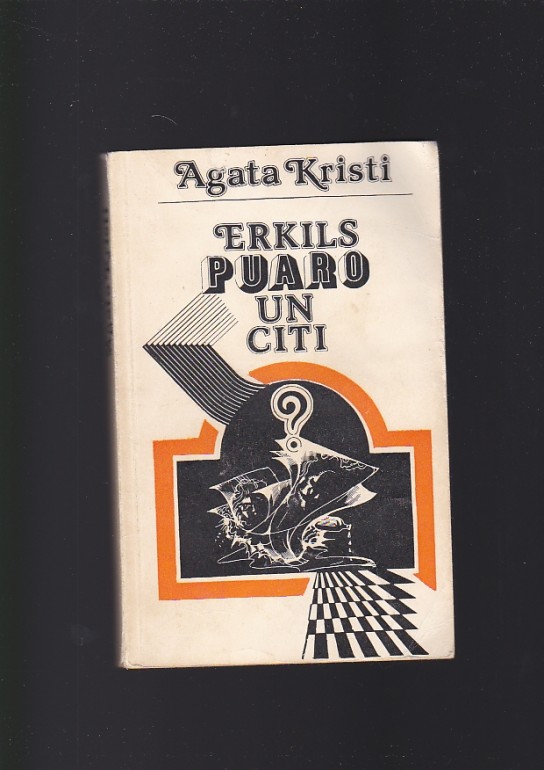 Agata Kristi
ERKILS
PUARO
UN
CITI
?